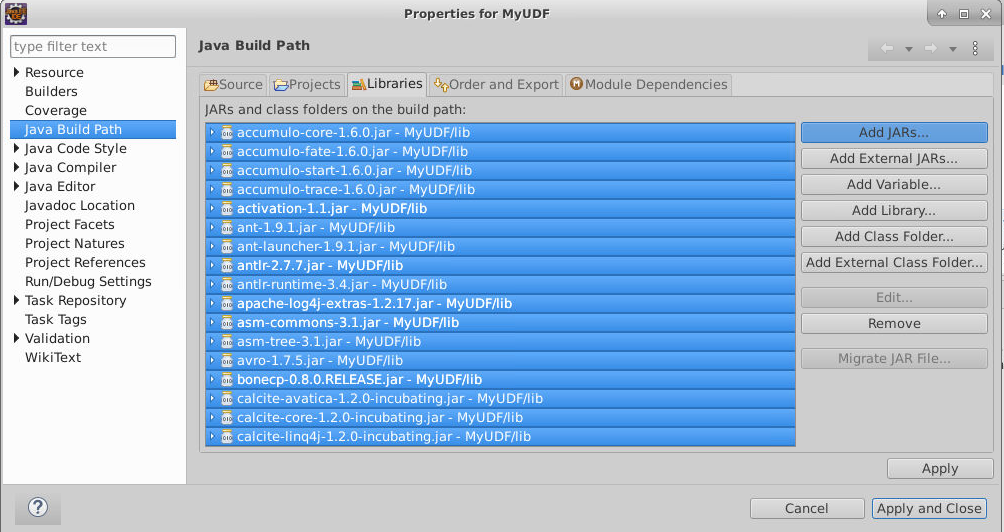 Properties for MyUDF
type filter text
Resource
Builders
Coverage
Java Build Path
Java Code Style
Java Compiler
Java Editor
Javadoc Location
Project Facets
Project Natures
Project References
Run/Debug Settings
Task Repository
Task Tags
Validation
WikiText
Java Build Path
Source Projects Libraries Order and Export Module Dependencies
JARs and class folders on the build path:
accumulo-core-1.6.0.jar - MyUDF/lib
accumulo-fate-1.6.0.jar - MyUDF/lib
accumulo-start-1.6.0.jar - MyUDF/lib
accumulo-trace-1.6.0.jar - MyUDF/lib
activation-1.1.jar - MyUDF/lib
ant-1.9.1.jar - MyUDF/lib
ant-launcher-1.9.1.jar - MyUDF/lib
antlr-2.7.7.jar - MyUDF/lib
antlr-runtime-3.4.jar - MyUDF/lib
apache-log4j-extras-1.2.17.jar - MyUDF/lib
asm-commons-3.1.jar - MyUDF/lib
asm-tree-3.1.jar - MyUDF/lib
avro-1.7.5.jar - MyUDF/lib
bonecp-0.8.0.RELEASE.jar - MyUDF/lib
calcite-avatica-1.2.0-incubating.jar - MyUDF/lib
calcite-core-1.2.0-incubating.jar - MyUDF/lib
calcite-linq4j-1.2.0-incubating.jar - MyUDF/lib
Add JARs...
Add External JARs...
Add Variable...
Add Library...
Add Class Folder...
Add External Class Folder...
Edit...
Remove
Migrate JAR File...
Apply
?
Cancel
Apply and Close